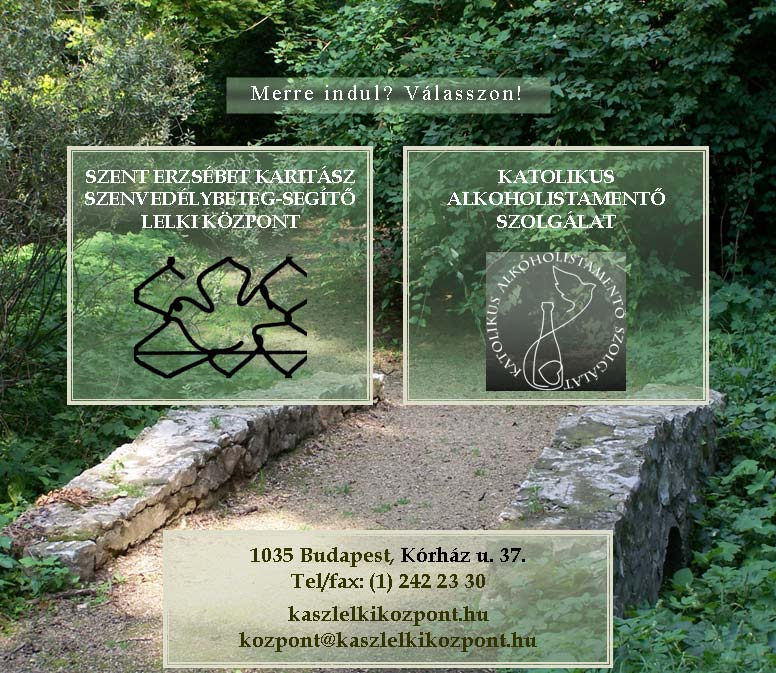 Merre indul? Válasszon!
SZENT ERZSÉBET KARITÁSZ
SZENVEDÉLYBETEG-SEGÍTŐ
LELKI KÖZPONT
KATOLIKUS
ALKOHOLISTAMENTŐ
SZOLGÁLAT
KATOLIKUS ALKOHOLISTAMENTŐ SZOLGÁLAT
1035 Budapest, Kórház u. 37.
Tel/fax: (1) 242 23 30
kaszlelkikozpont.hu
kozpont@kaszlelkikozpont.hu